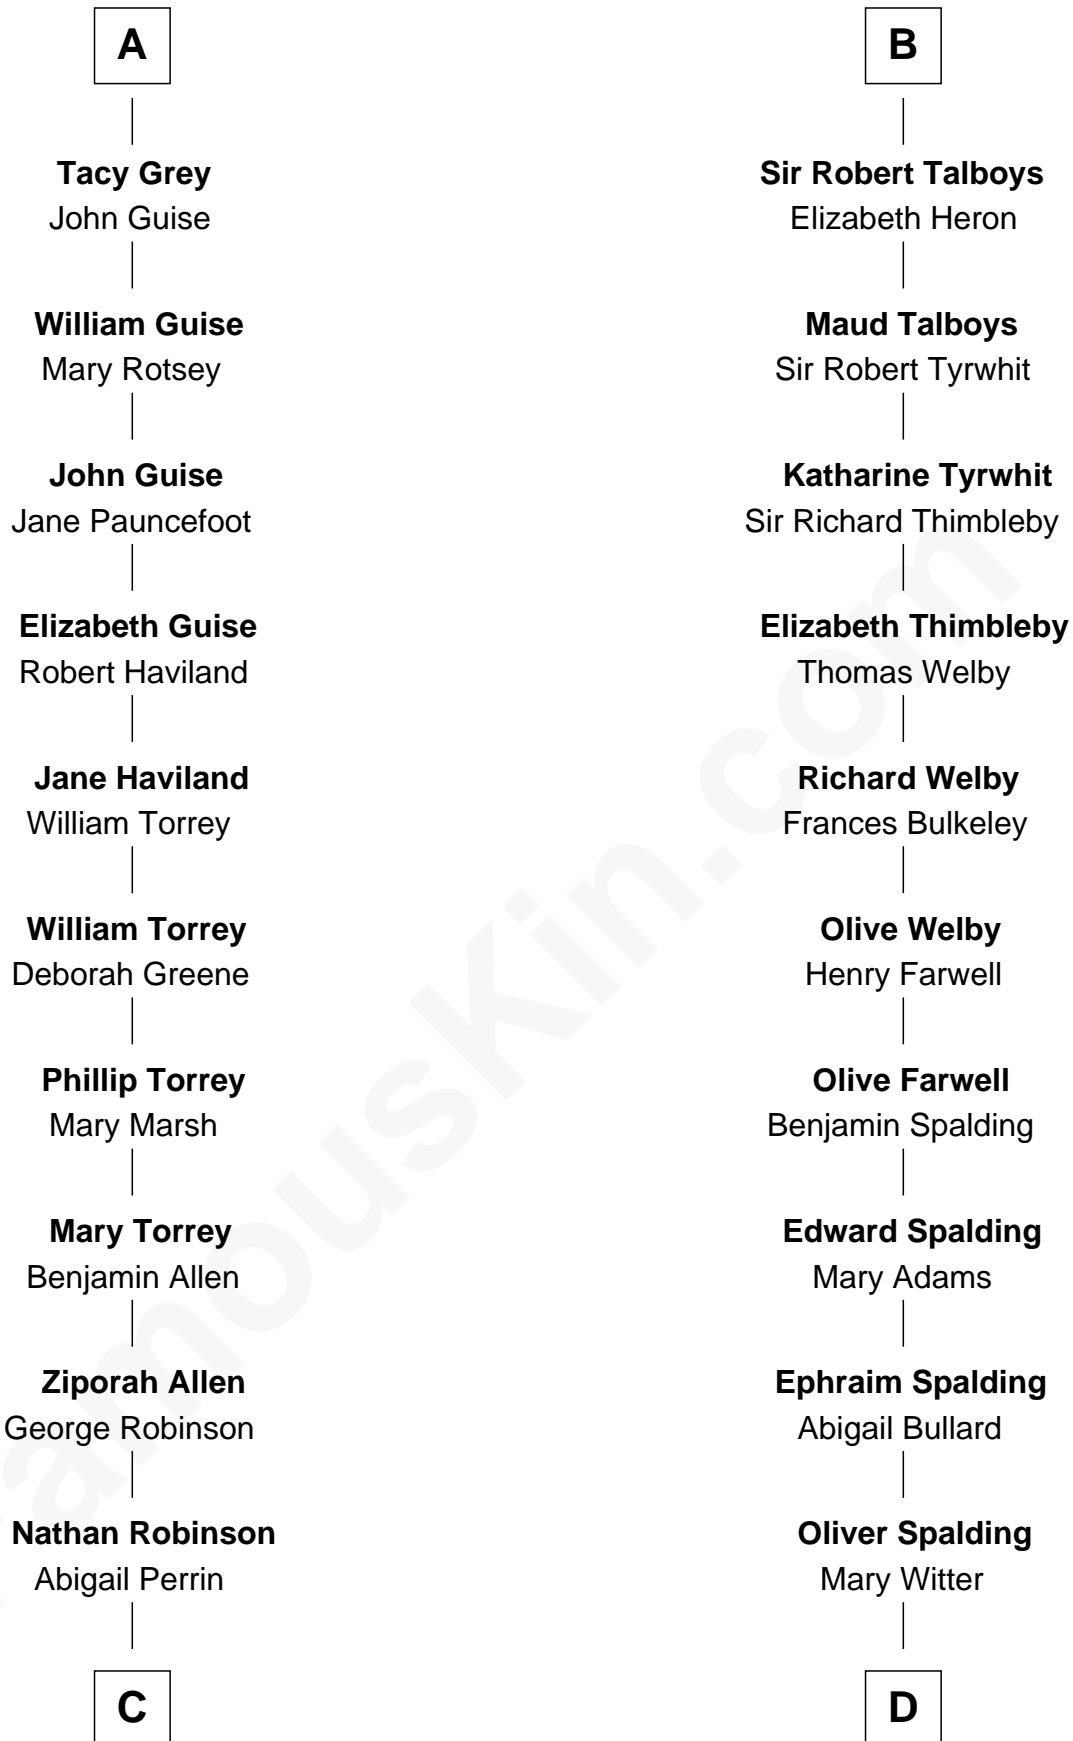 A
Tacy Grey
John Guise
William Guise
Mary Rotsey
John Guise
Jane Pauncefoot
Elizabeth Guise
Robert Haviland
Jane Haviland
William Torrey
William Torrey
Deborah Greene
Phillip Torrey
Mary Marsh
Mary Torrey
Benjamin Allen
Ziporah Allen
George Robinson
Nathan Robinson
Abigail Perrin
C
B
Sir Robert Talboys
Elizabeth Heron
Maud Talboys
Sir Robert Tyrwhit
Katharine Tyrwhit
Sir Richard Thimbleby
Elizabeth Thimbleby
Thomas Welby
Richard Welby
Frances Bulkeley
Olive Welby
Henry Farwell
Olive Farwell
Benjamin Spalding
Edward Spalding
Mary Adams
Ephraim Spalding
Abigail Bullard
Oliver Spalding
Mary Witter
D
FamousKin.com